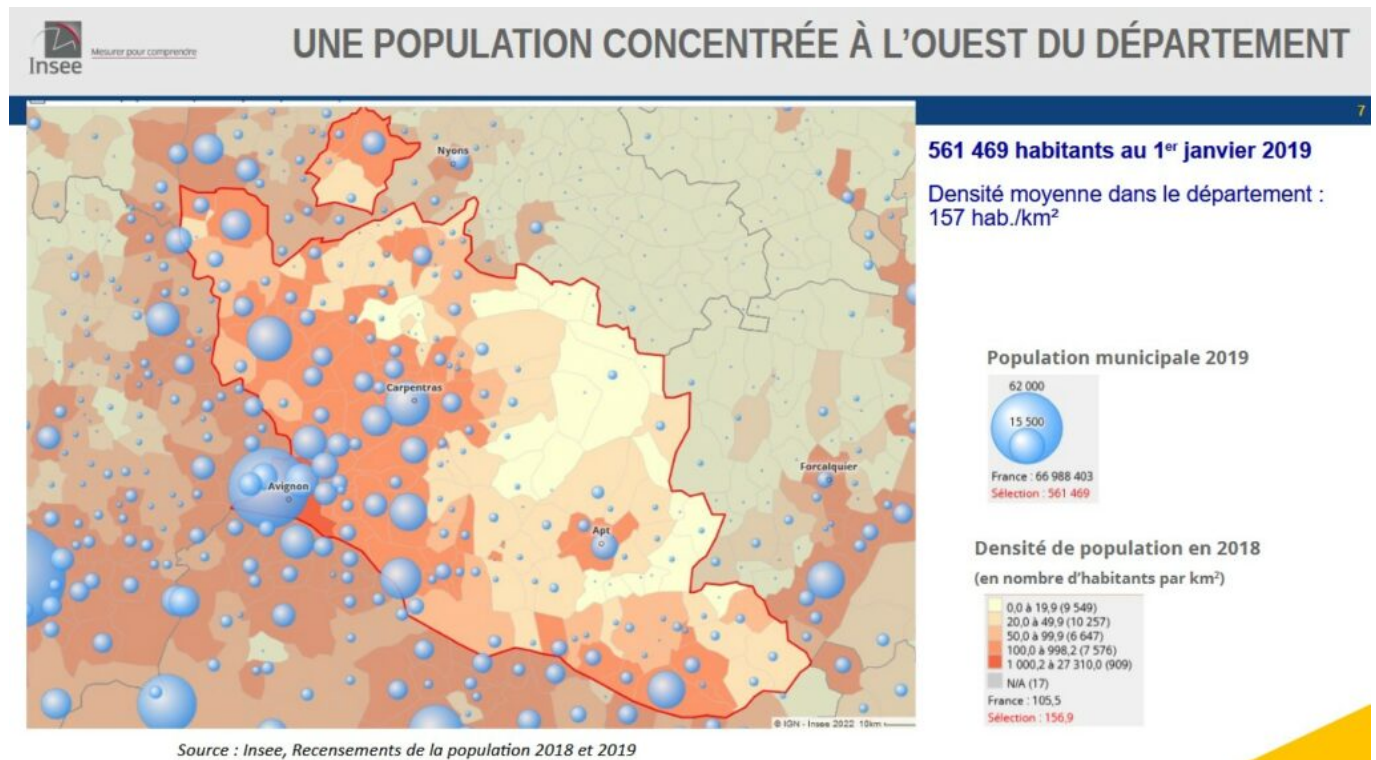 Insee
Mesurer pour comprendre
UNE POPULATION CONCENTRÉE À L'OUEST DU DÉPARTEMENT
7
561 469 habitants au 1er janvier 2019
Densité moyenne dans le département :
157 hab./km²
Nyons
Carpentras
Avignon
Apt
Forcalquier
Population municipale 2019
62 000
15 500
France : 66 988 403
Sélection : 561 469
Densité de population en 2018
(en nombre d'habitants par km²)
0,0 à 19,9 (9 549)
20,0 à 49,9 (10 257)
50,0 à 99,9 (6 647)
100,0 à 998,2 (7 576)
1 000,2 à 27 310,0 (909)
N/A (17)
France : 105,5
Sélection : 156,9
© IGN - Insee 2022 10km
Source : Insee, Recensements de la population 2018 et 2019